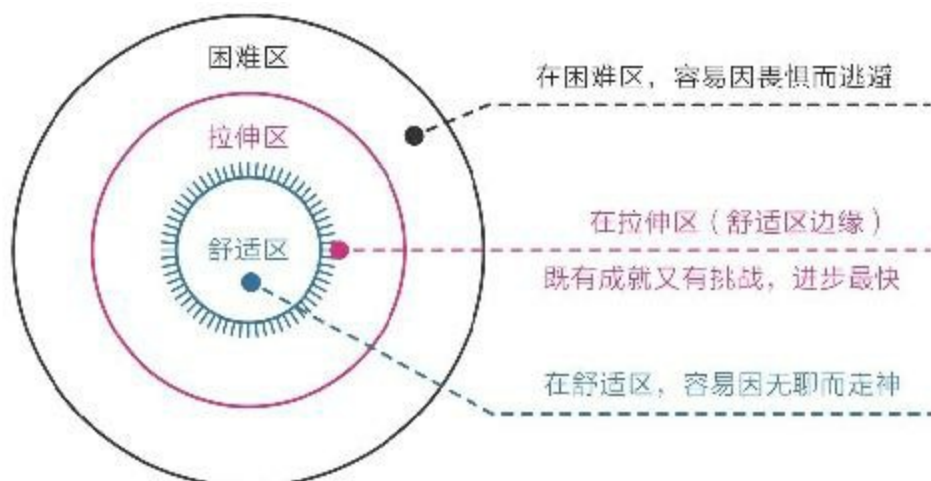 困难区
在困难区，容易因畏惧而逃避
拉伸区
在拉伸区（舒适区边缘）
舒适区
既有成就又有挑战，进步最快
在舒适区，容易因无聊而走神